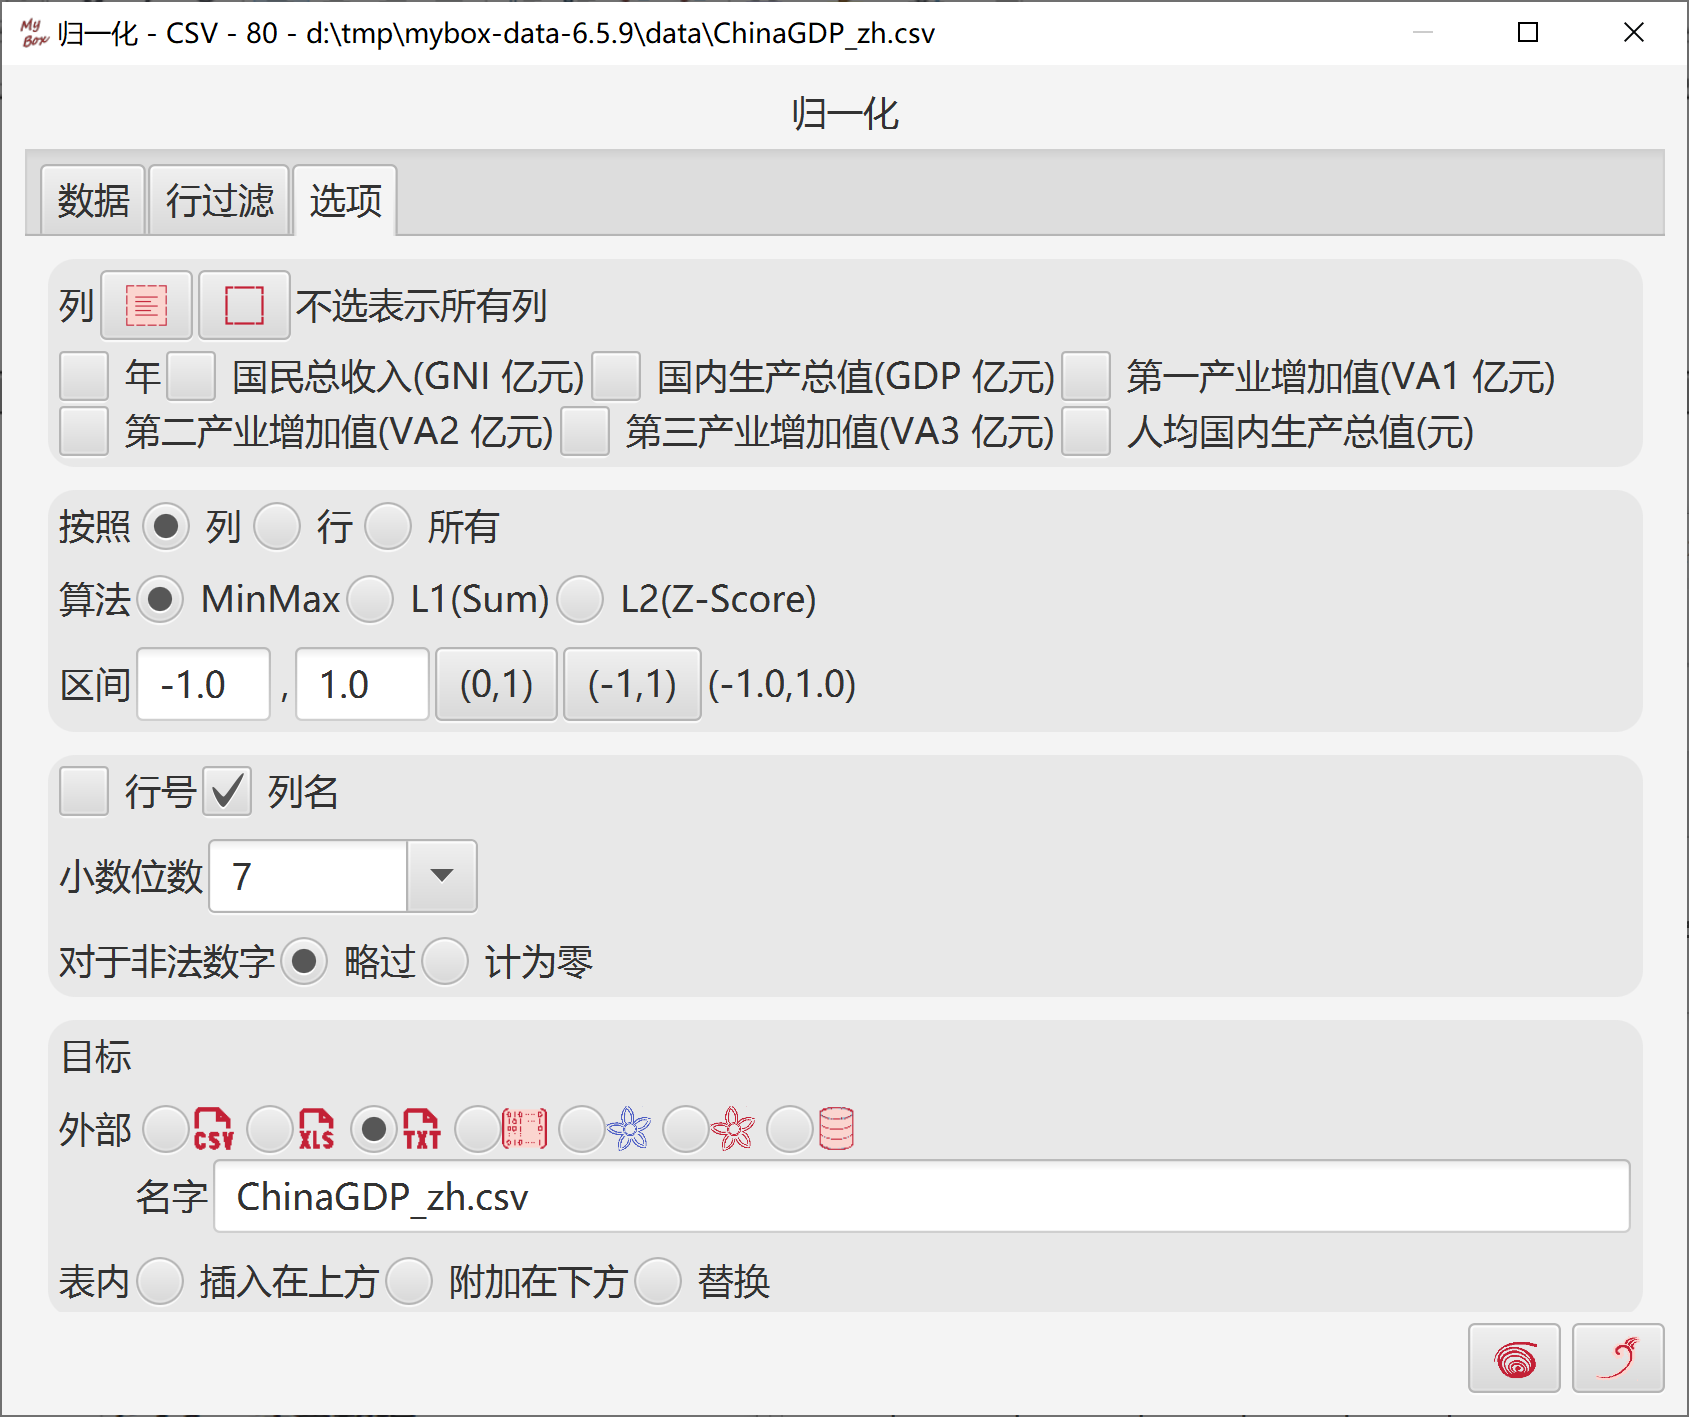 My Box 归一化 - CSV - 80 - d:\tmp\mybox-data-6.5.9\data\ChinaGDP_zh.csv
归一化
数据 行过滤 选项
列 不选表示所有列
年 国民总收入(GNI 亿元) 国内生产总值(GDP 亿元) 第一产业增加值(VA1 亿元)
第二产业增加值(VA2 亿元) 第三产业增加值(VA3 亿元) 人均国内生产总值(元)
按照 列 行 所有
算法 MinMax L1(Sum) L2(Z-Score)
区间 -1.0 , 1.0 (0,1) (-1,1) (-1.0,1.0)
行号 列名
小数位数 7
对于非法数字 略过 计为零
目标
外部 CSV XLS TXT
名字 ChinaGDP_zh.csv
表内 插入在上方 附加在下方 替换